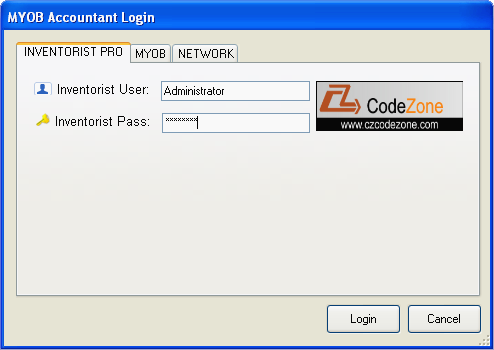 MYOB Accountant Login
INVENTORIST PRO MYOB NETWORK
Inventorist User: Administrator
Inventorist Pass: ********
CodeZone
www.czcodezone.com
Login Cancel